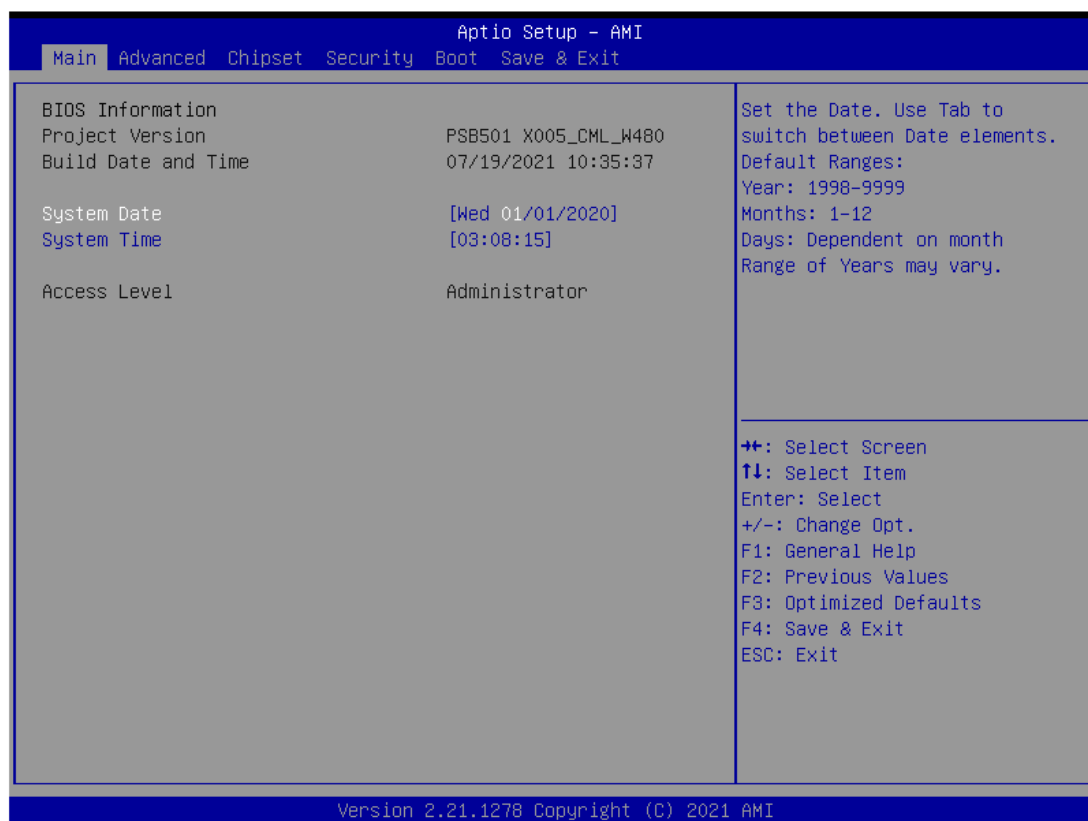 Aptio Setup – AMI
Main Advanced Chipset Security Boot Save & Exit
BIOS Information
Project Version PSB501 X005_CML_W480
Build Date and Time 07/19/2021 10:35:37
System Date [Wed 01/01/2020]
System Time [03:08:15]
Access Level Administrator
Set the Date. Use Tab to
switch between Date elements.
Default Ranges:
Year: 1998-9999
Months: 1-12
Days: Dependent on month
Range of Years may vary.
→←: Select Screen
↑↓: Select Item
Enter: Select
+/-: Change Opt.
F1: General Help
F2: Previous Values
F3: Optimized Defaults
F4: Save & Exit
ESC: Exit
Version 2.21.1278 Copyright (C) 2021 AMI